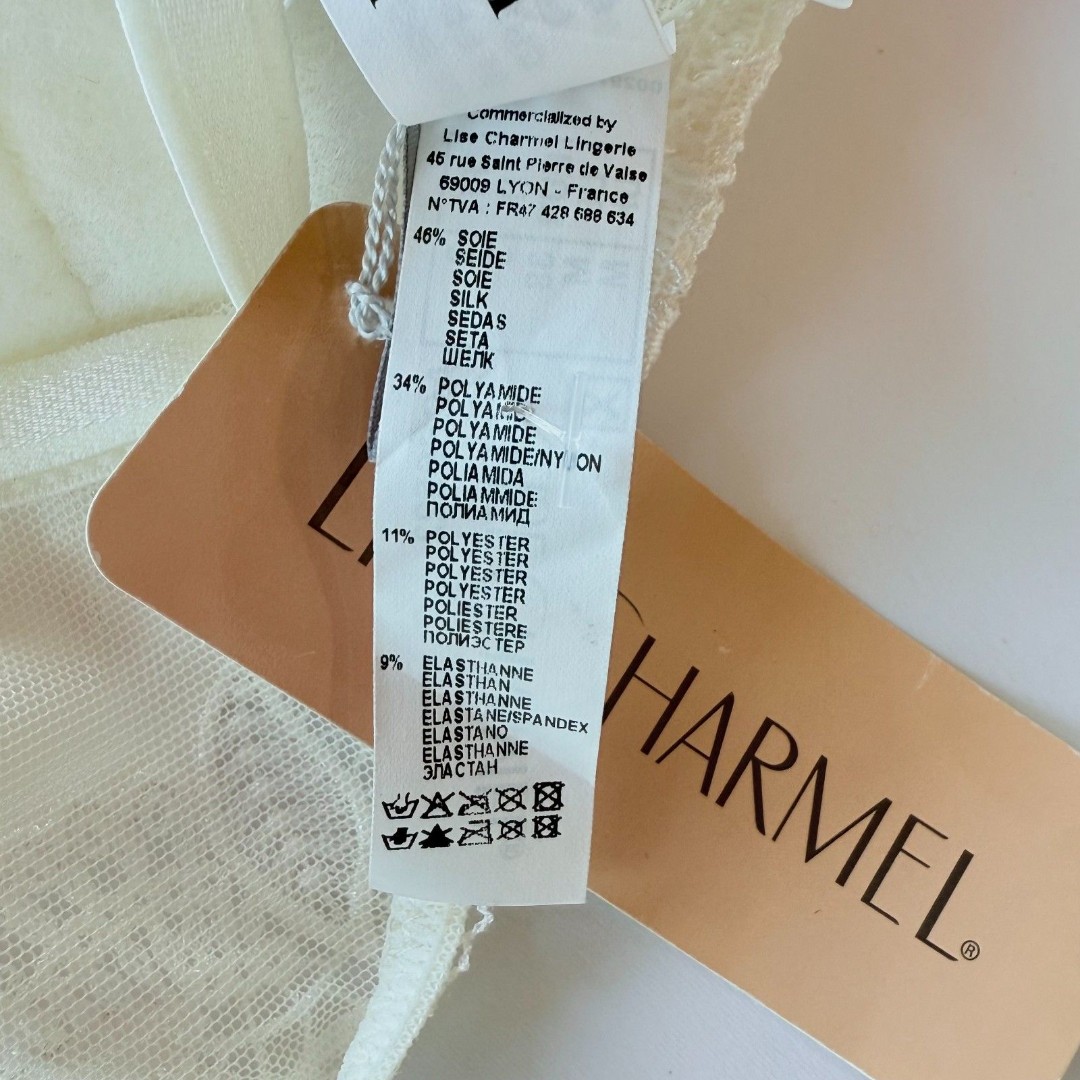 Commercialized by
Lise Charmel Lingerie
45 rue Saint Pierre de Vaise
69009 LYON - France
N°TVA : FR47 428 688 634
46% SOIE
SEIDE
SOIE
SILK
SEDAS
SETA
ШЕЛК
34% POLYAMIDE
POLYAMID
POLYAMIDE
POLYAMIDE/NYLON
POLIAMIDA
POLIAMMIDE
ПОЛИАМИД
11% POLYESTER
POLYESTER
POLYESTER
POLYESTER
POLIESTER
POLIESTERE
ПОЛИЭСТЕР
9% ELASTHANNE
ELASTHAN
ELASTHANNE
ELASTANE/SPANDEX
ELASTANO
ELASTHANNE
ЭЛАСТАН
CHARMEL®